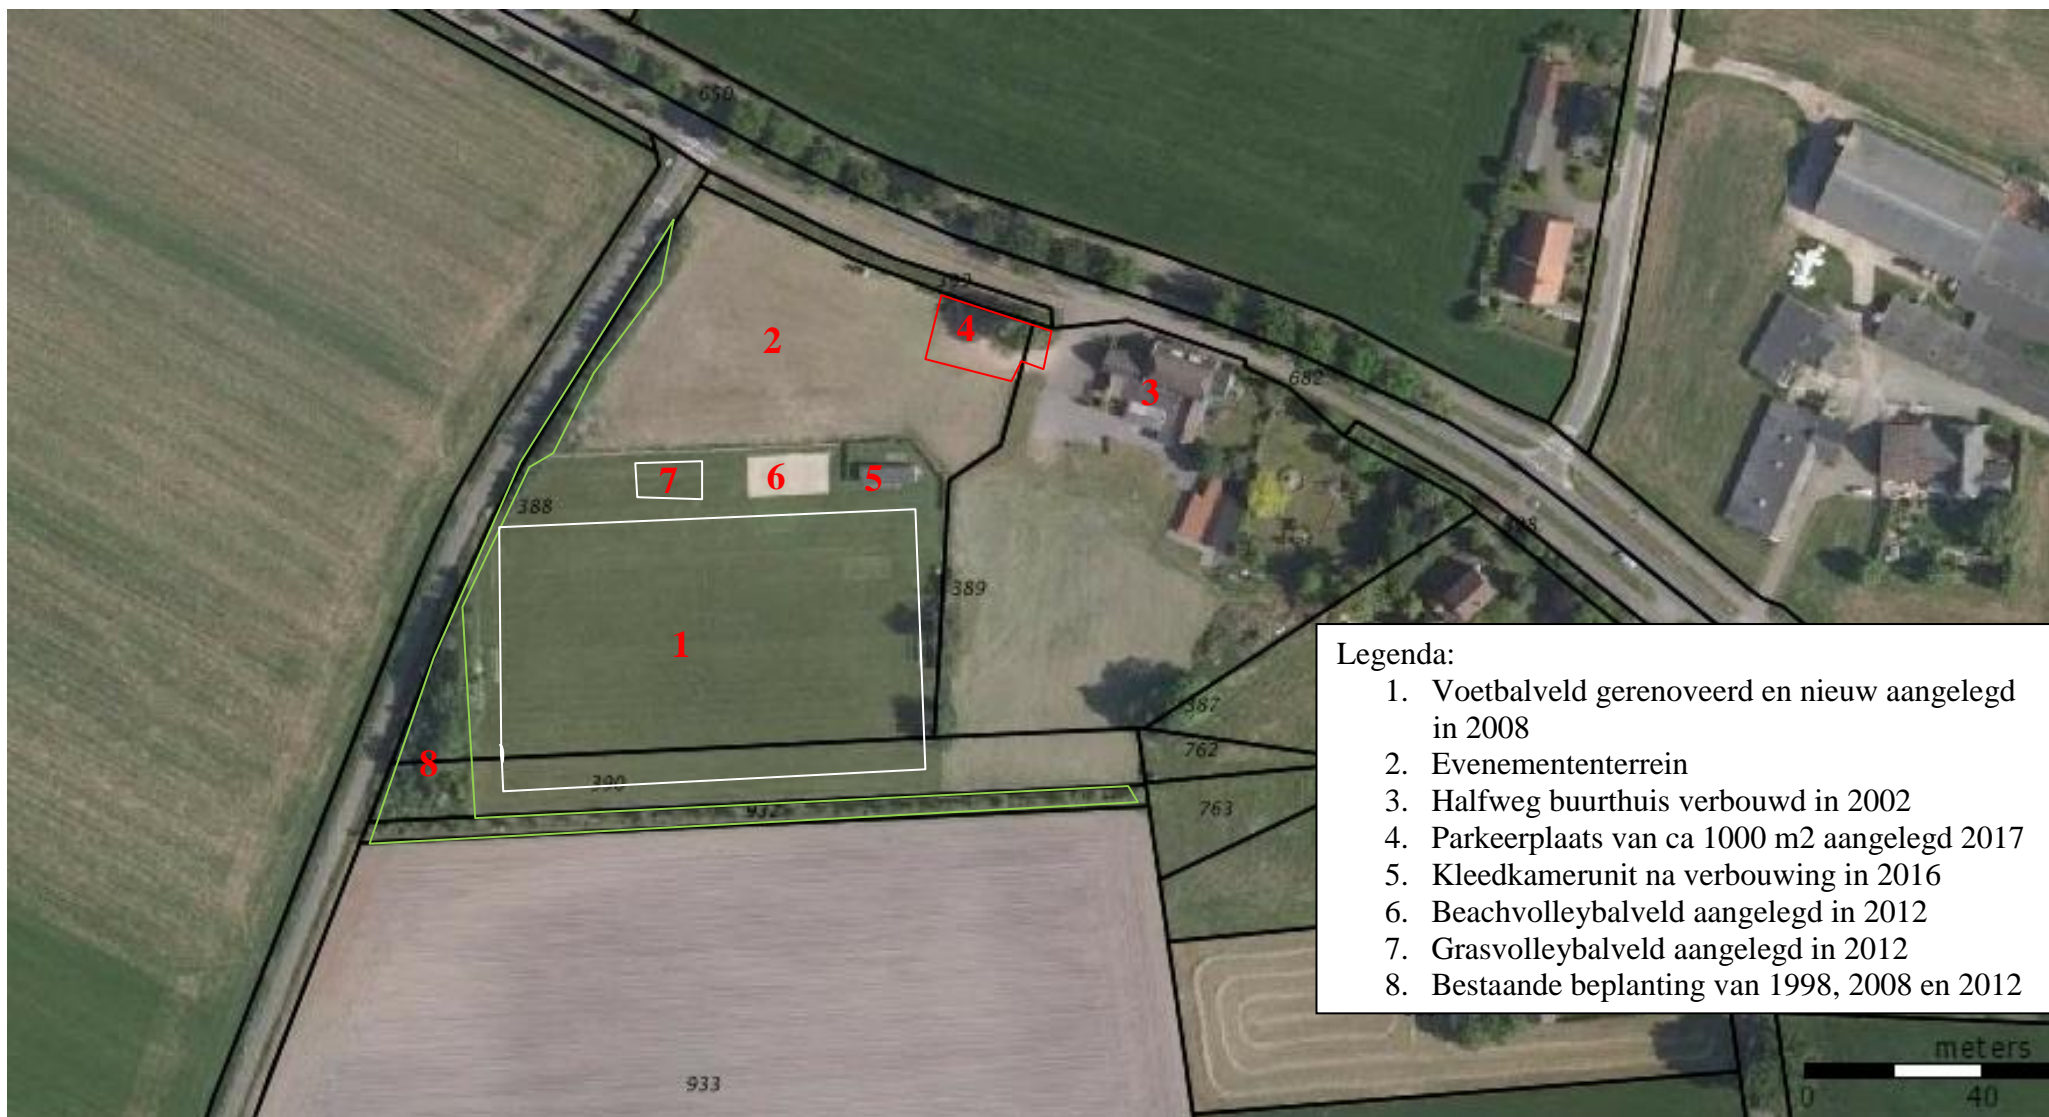 650
399
2
4
3
682
7
6
5
388
498
389
1
387
762
8
390
932
763
933
Legenda:
1. Voetbalveld gerenoveerd en nieuw aangelegd
in 2008
2. Evenemententerrein
3. Halfweg buurthuis verbouwd in 2002
4. Parkeerplaats van ca 1000 m2 aangelegd 2017
5. Kleedkamerunit na verbouwing in 2016
6. Beachvolleybalveld aangelegd in 2012
7. Grasvolleybalveld aangelegd in 2012
8. Bestaande beplanting van 1998, 2008 en 2012
meters
0 40